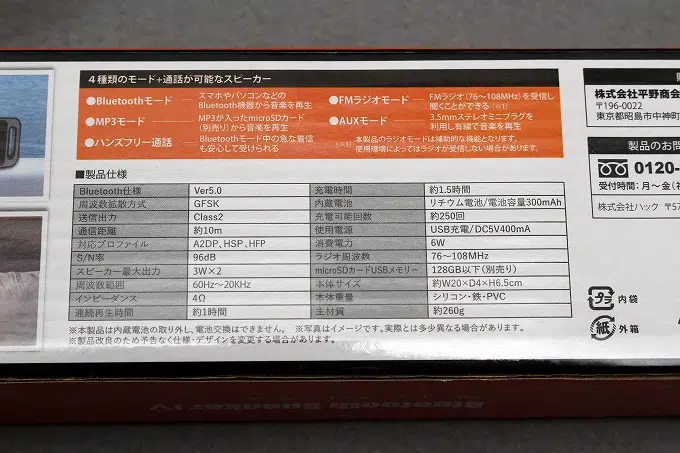 4種類のモード+通話が可能なスピーカー
●Bluetoothモード スマホやパソコンなどの
Bluetooth機器から音楽を再生
●MP3モード MP3が入ったmicroSDカード
(別売り)から音楽を再生
●ハンズフリー通話 Bluetoothモード中の急な着信
も安心して受けられる
●FMラジオモード FMラジオ(76~108MHz)を受信し
聞くことができる(※1)
●AUXモード 3.5mmステレオミニプラグを
利用し有線で音楽を再生
(※1) 本製品のラジオモードは補助的な機能となります。
使用環境によってはラジオが受信しない場合があります。
■製品仕様
Bluetooth仕様 Ver5.0 充電時間 約1.5時間
周波数拡散方式 GFSK 内蔵電池 リチウム電池/電池容量300mAh
送信出力 Class2 充電可能回数 約250回
通信距離 約10m 使用電源 USB充電/DC5V400mA
対応プロファイル A2DP、HSP、HFP 消費電力 6W
S/N率 96dB ラジオ周波数 76~108MHz
スピーカー最大出力 3W×2 microSDカードUSBメモリー 128GB以下(別売り)
周波数範囲 60Hz~20KHz 本体サイズ 約W20×D4×H6.5cm
インピーダンス 4Ω 本体重量 シリコン・鉄・PVC
連続再生時間 約1時間 主材質 約260g
※本製品は内蔵電池の取り外し、電池交換はできません。 ※写真はイメージです。実際とは多少異なる場合があります。
※製品改良のため予告なく仕様・デザインを変更する場合があります。
株式会社平野商会
〒196-0022
東京都昭島市中神町
製品のお問
0120-
受付時間:月~金(
株式会社ハック 〒57
プラ 内袋
紙 外箱
Bluetooth Speaker IV